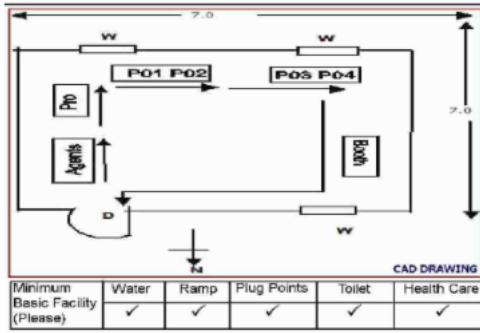 7.0
W W
P01 P02 P03 P04
7.0
Pro
Agents
Booth
D
W
N
CAD DRAWING
Minimum Basic Facility (Please) Water Ramp Plug Points Toilet Health Care
✓ ✓ ✓ ✓ ✓